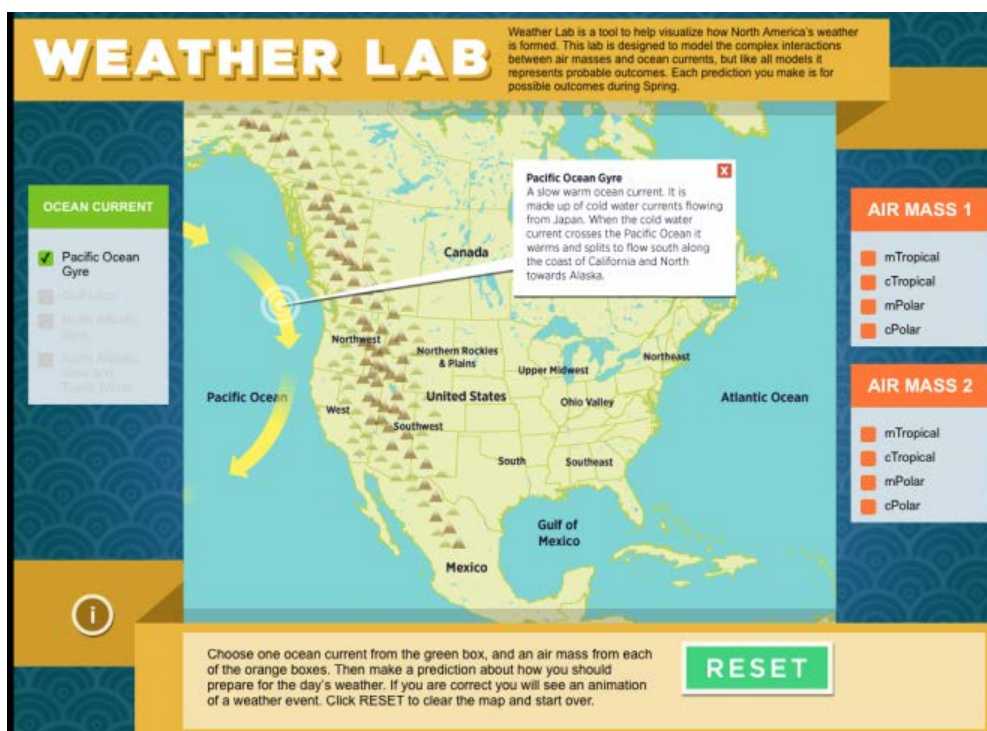 WEATHER LAB
Weather Lab is a tool to help visualize how North America's weather
is formed. This lab is designed to model the complex interactions
between air masses and ocean currents, but like all models it
represents probable outcomes. Each prediction you make is for
possible outcomes during Spring.
OCEAN CURRENT
Pacific Ocean
Gyre
Pacific Ocean Gyre
A slow warm ocean current. It is
made up of cold water currents flowing
from Japan. When the cold water
current crosses the Pacific Ocean it
warms and splits to flow south along
the coast of California and North
towards Alaska.
X
Canada
Northwest
Northern Rockies
& Plains
Upper Midwest
Northeast
Pacific Ocean
United States
Ohio Valley
Atlantic Ocean
West
Southwest
South
Southeast
Gulf of
Mexico
Mexico
AIR MASS 1
mTropical
cTropical
mPolar
cPolar
AIR MASS 2
mTropical
cTropical
mPolar
cPolar
i
Choose one ocean current from the green box, and an air mass from each
of the orange boxes. Then make a prediction about how you should
prepare for the day's weather. If you are correct you will see an animation
of a weather event. Click RESET to clear the map and start over.
RESET